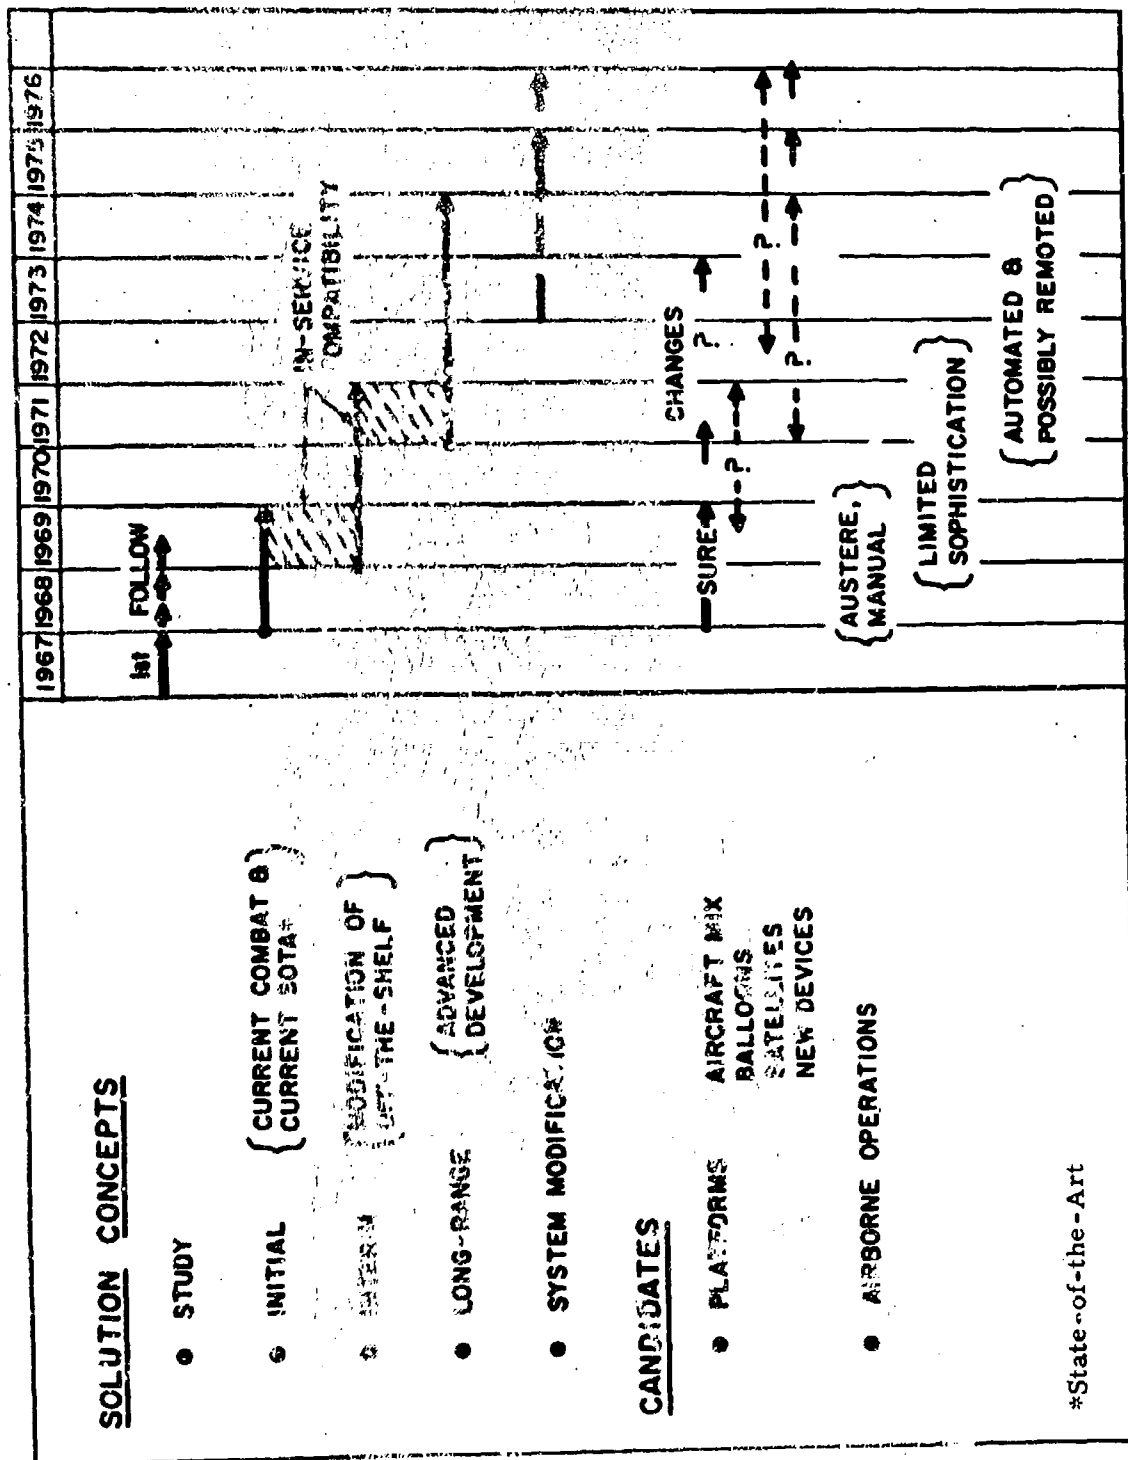 1967 1968 1969 1970 1971 1972 1973 1974 1975 1976
SOLUTION CONCEPTS
• STUDY
1st FOLLOW
• INITIAL
{CURRENT COMBAT &
CURRENT SOTA*}
• INTERIM
{MODIFICATION OF
OFF-THE-SHELF}
IN-SERVICE
COMPATIBILITY
• LONG-RANGE
{ADVANCED
DEVELOPMENT}
• SYSTEM MODIFICATION
CANDIDATES
• PLATFORMS
AIRCRAFT MIX
BALLOONS
SATELLITES
NEW DEVICES
SURE
CHANGES
?
?
?
?
• AIRBORNE OPERATIONS
{AUSTERE,
MANUAL}
{LIMITED
SOPHISTICATION}
{AUTOMATED &
POSSIBLY REMOTED}
*State-of-the-Art